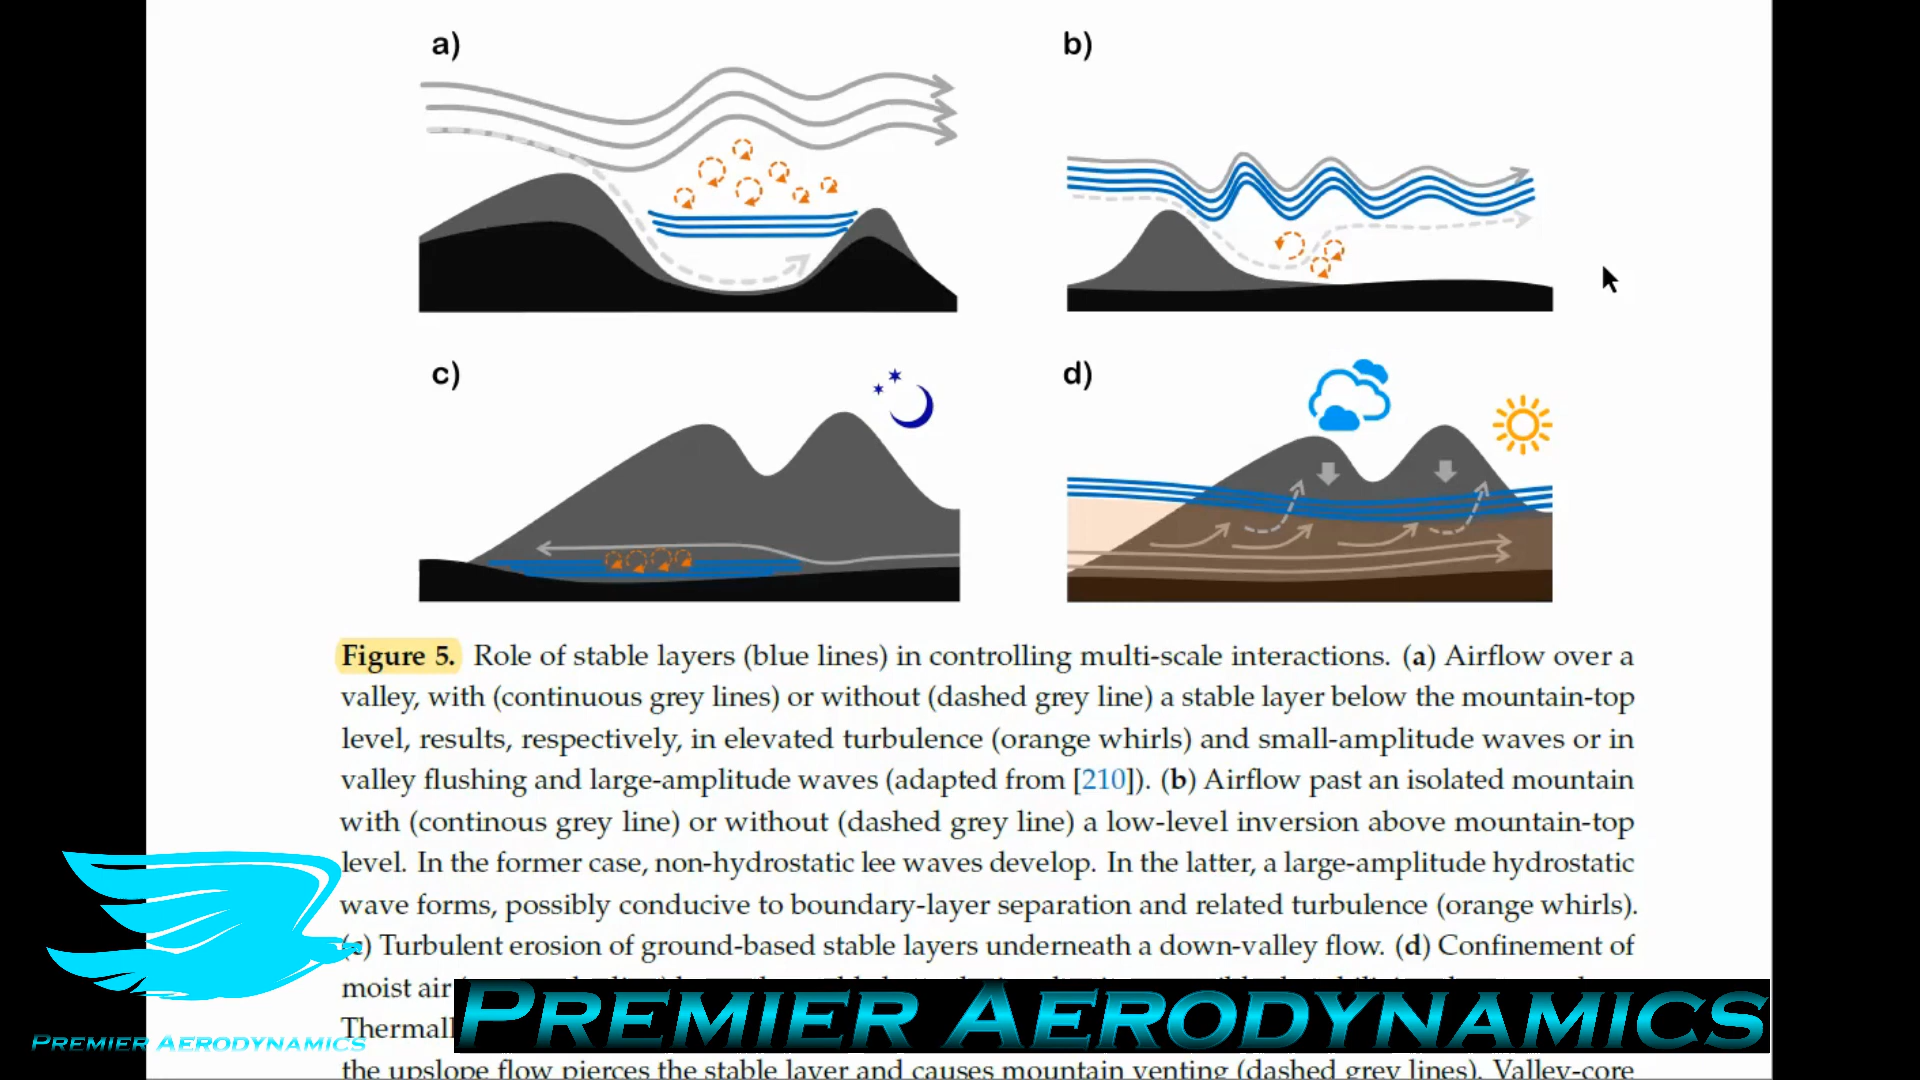 a)
b)
c)
d)
Figure 5. Role of stable layers (blue lines) in controlling multi-scale interactions. (a) Airflow over a
valley, with (continuous grey lines) or without (dashed grey line) a stable layer below the mountain-top
level, results, respectively, in elevated turbulence (orange whirls) and small-amplitude waves or in
valley flushing and large-amplitude waves (adapted from [210]). (b) Airflow past an isolated mountain
with (continous grey line) or without (dashed grey line) a low-level inversion above mountain-top
level. In the former case, non-hydrostatic lee waves develop. In the latter, a large-amplitude hydrostatic
wave forms, possibly conducive to boundary-layer separation and related turbulence (orange whirls).
(c) Turbulent erosion of ground-based stable layers underneath a down-valley flow. (d) Confinement of
moist air
the upslope flow pierces the stable layer and causes mountain venting (dashed grey lines). Valley-core
PREMIER AERODYNAMICS
PREMIER AERODYNAMICS